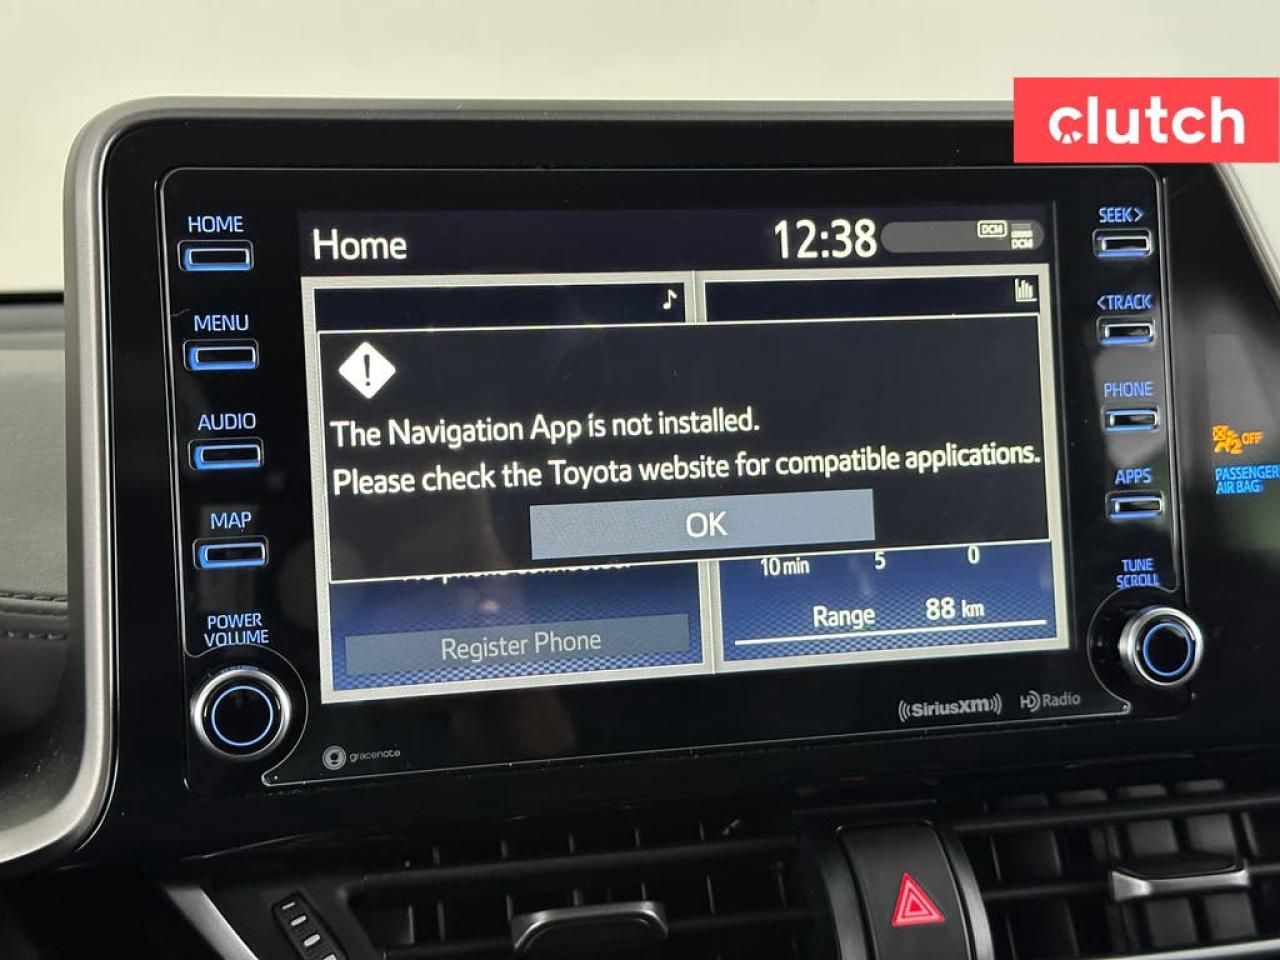 clutch
HOME
MENU
AUDIO
MAP
POWER
VOLUME
Home
12:38
DCM
DCM
The Navigation App is not installed.
Please check the Toyota website for compatible applications.
OK
10 min 5 0
Range 88 km
Register Phone
gracenote
SiriusXM
HD Radio
SEEK>
<TRACK
PHONE
APPS
TUNE
SCROLL
2 OFF
PASSENGER
AIR BAG